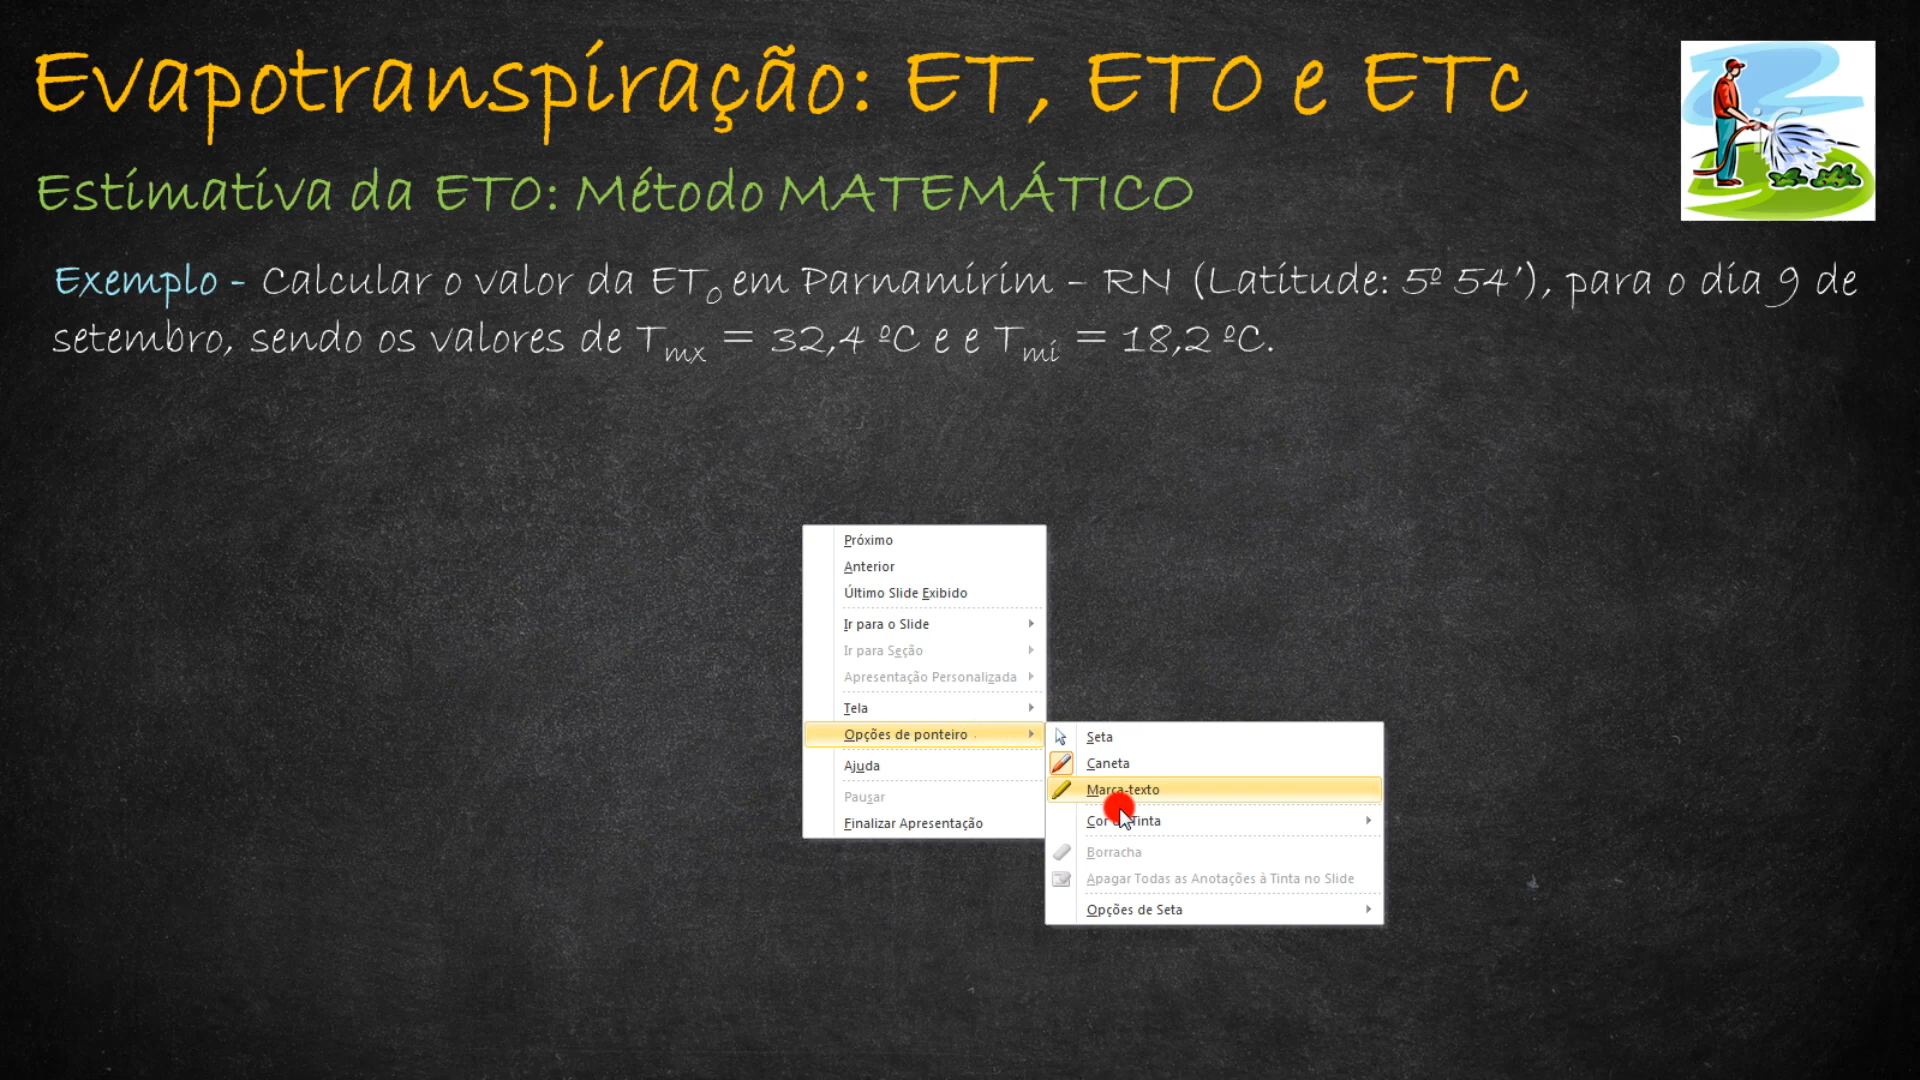 Evapotranspiração: ET, ET0 e ETc
Estimativa da ET0: Método MATEMÁTICO
Exemplo - Calcular o valor da ETo em Parnamirim – RN (Latitude: 5º 54'), para o dia 9 de
setembro, sendo os valores de Tmx = 32,4 ºC e e Tmi = 18,2 ºC.
Próximo
Anterior
Último Slide Exibido
Ir para o Slide
Ir para Seção
Apresentação Personalizada
Tela
Opções de ponteiro
Ajuda
Pausar
Finalizar Apresentação
Seta
Caneta
Marca-texto
Cor Tinta
Borracha
Apagar Todas as Anotações à Tinta no Slide
Opções de Seta